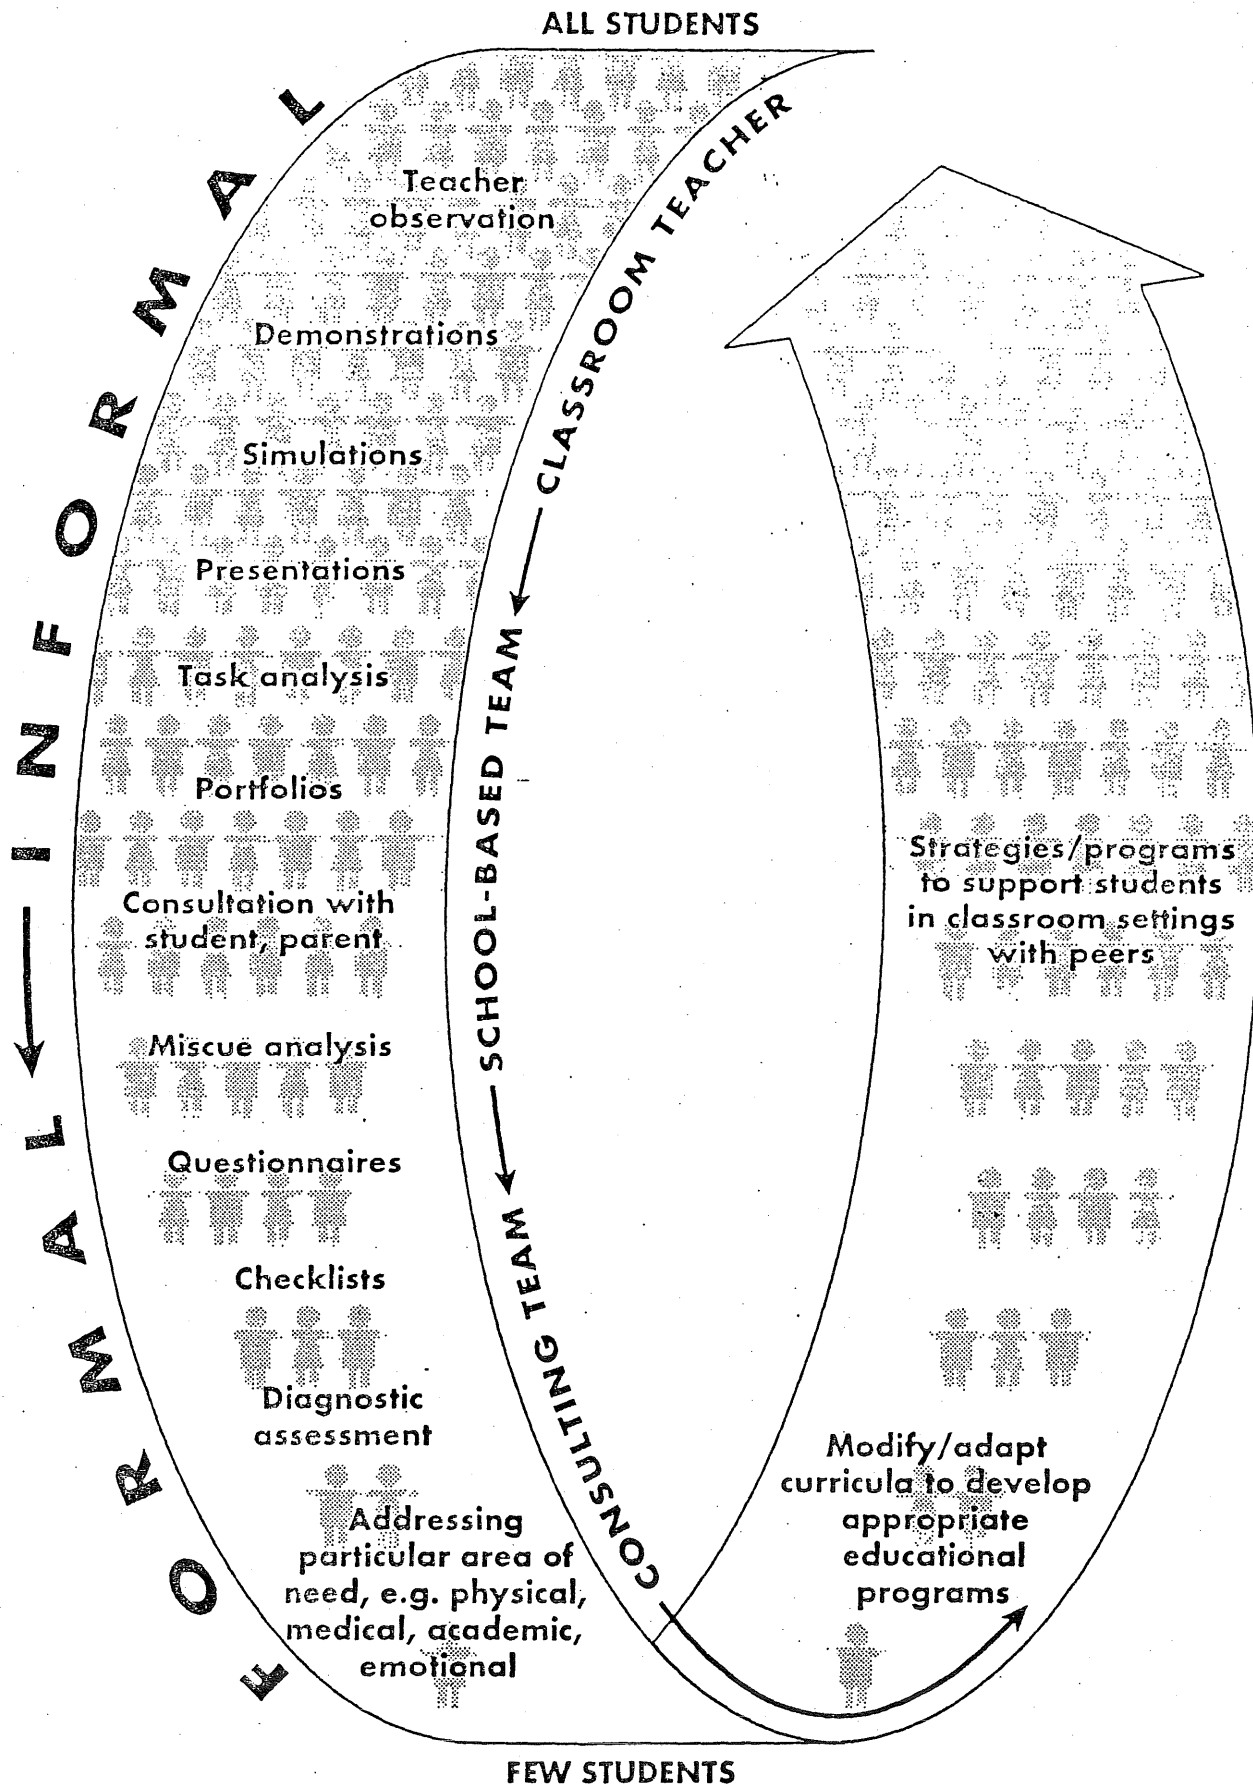 ALL STUDENTS
INFORMAL
FORMAL
CLASSROOM TEACHER
SCHOOL-BASED TEAM
CONSULTING TEAM
Teacher
observation
Demonstrations
Simulations
Presentations
Task analysis
Portfolios
Consultation with
student, parent
Miscue analysis
Questionnaires
Checklists
Diagnostic
assessment
Addressing
particular area of
need, e.g. physical,
medical, academic,
emotional
Strategies/programs
to support students
in classroom settings
with peers
Modify/adapt
curricula to develop
appropriate
educational
programs
FEW STUDENTS